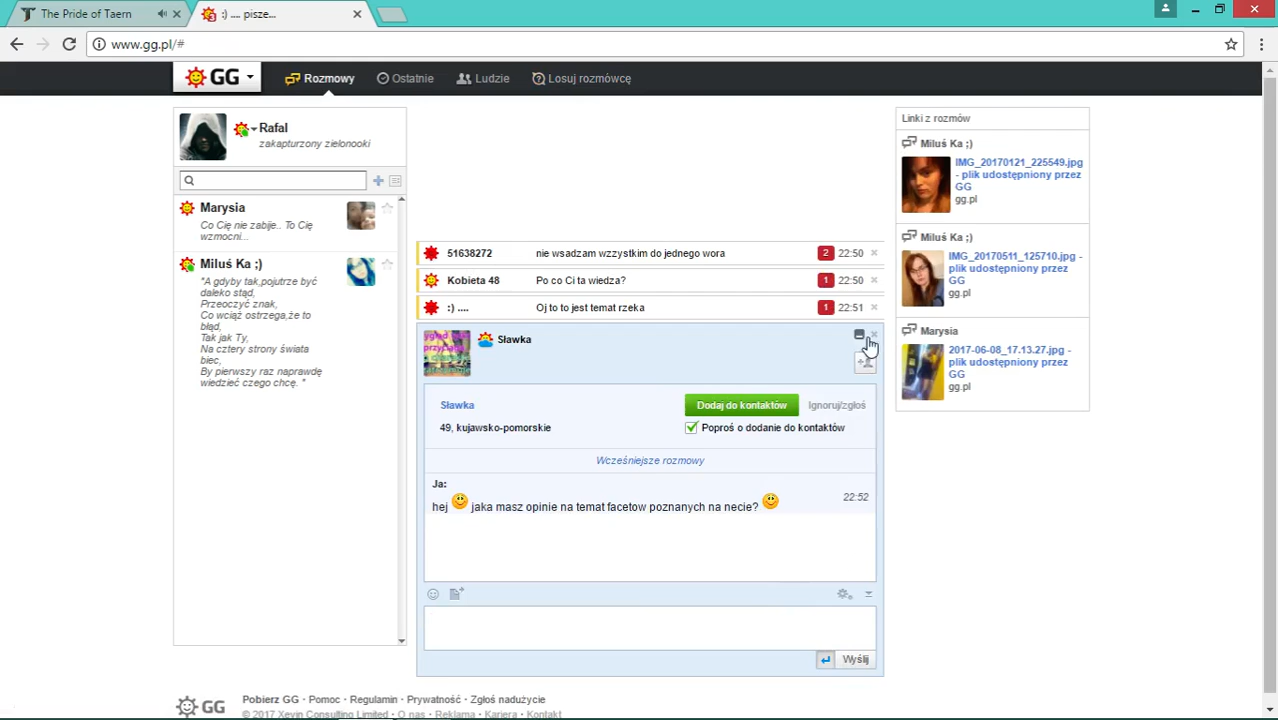 The Pride of Taern
:) .... pisze...
www.gg.pl/#
GG
Rozmowy
Ostatnie
Ludzie
Losuj rozmówcę
Rafal
zakapturzony zielonooki
Marysia
Co Cię nie zabije.. To Cię
wzmocni...
Miluś Ka ;)
"A gdyby tak,pojutrze być
daleko stąd,
Przeoczyć znak,
Co wciąż ostrzega,że to
błąd,
Tak jak Ty,
Na cztery strony świata
biec,
By pierwszy raz naprawdę
wiedzieć czego chcę. "
51638272 nie wsadzam wzzystkim do jednego wora 2 22:50
Kobieta 48 Po co Ci ta wiedza? 1 22:50
:) .... Oj to to jest temat rzeka 1 22:51
Sławka
Sławka
Dodaj do kontaktów
Ignoruj/zgłoś
49, kujawsko-pomorskie
Poproś o dodanie do kontaktów
Wcześniejsze rozmowy
Ja:
hej jaka masz opinie na temat facetow poznanych na necie?
22:52
Wyślij
Linki z rozmów
Miluś Ka ;)
IMG_20170121_225549.jpg
- plik udostępniony przez
GG
gg.pl
Miluś Ka ;)
IMG_20170511_125710.jpg -
plik udostępniony przez
GG
gg.pl
Marysia
2017-06-08_17.13.27.jpg -
plik udostępniony przez
GG
gg.pl
GG
Pobierz GG · Pomoc · Regulamin · Prywatność · Zgłoś nadużycie
© 2017 Xevin Consulting Limited · O nas · Reklama · Kariera · Kontakt